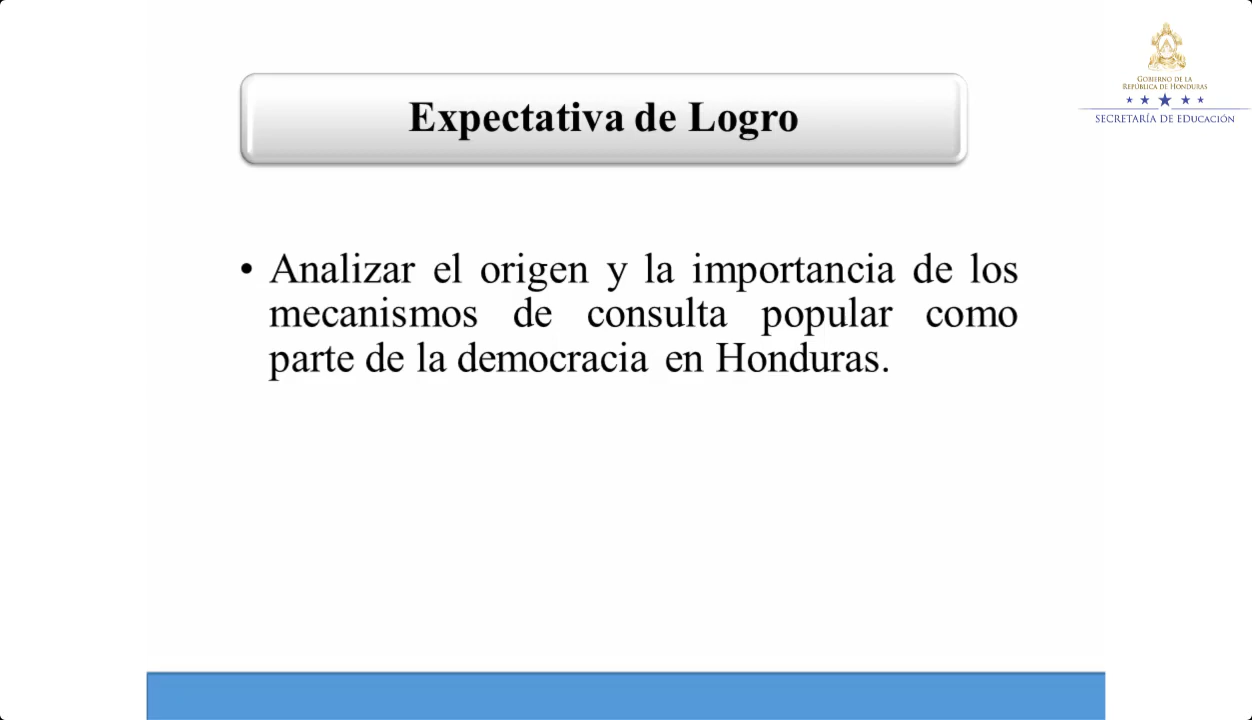 Expectativa de Logro
GOBIERNO DE LA
REPÚBLICA DE HONDURAS
SECRETARÍA DE EDUCACIÓN
• Analizar el origen y la importancia de los
mecanismos de consulta popular como
parte de la democracia en Honduras.